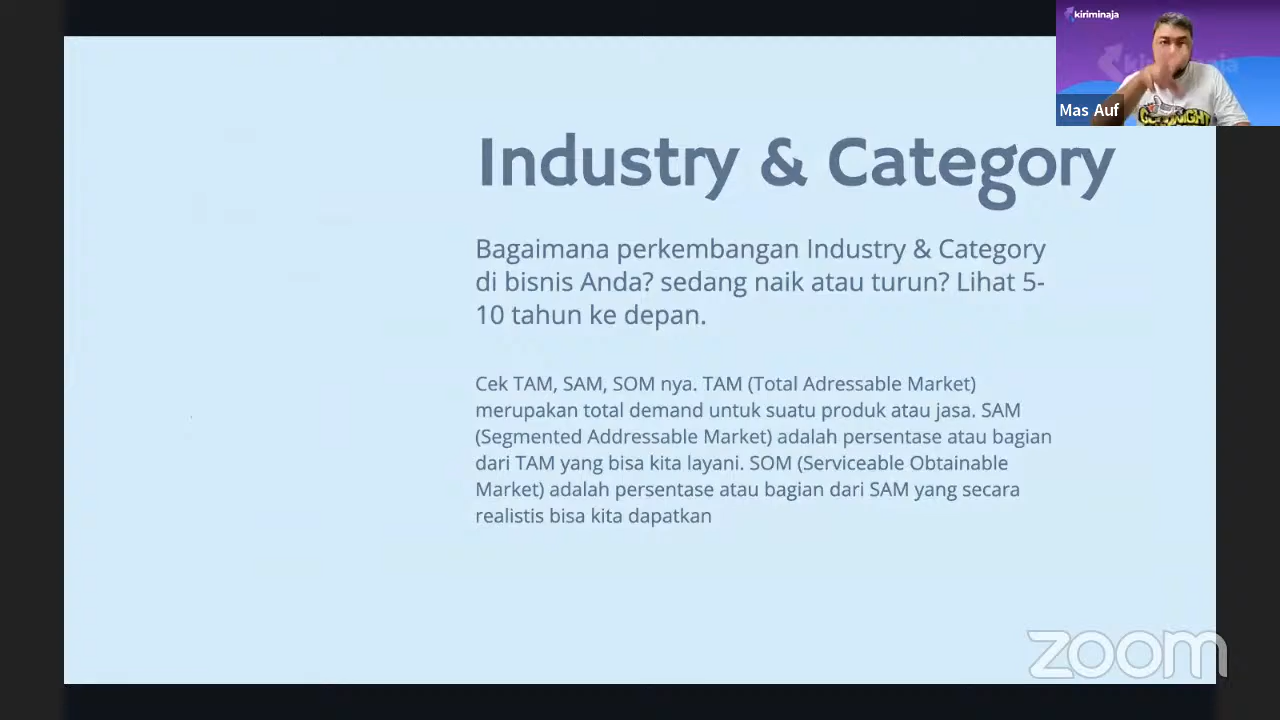 kiriminaja
Mas Auf
Industry & Category
Bagaimana perkembangan Industry & Category
di bisnis Anda? sedang naik atau turun? Lihat 5-
10 tahun ke depan.
Cek TAM, SAM, SOM nya. TAM (Total Adressable Market)
merupakan total demand untuk suatu produk atau jasa. SAM
(Segmented Addressable Market) adalah persentase atau bagian
dari TAM yang bisa kita layani. SOM (Serviceable Obtainable
Market) adalah persentase atau bagian dari SAM yang secara
realistis bisa kita dapatkan
zoom